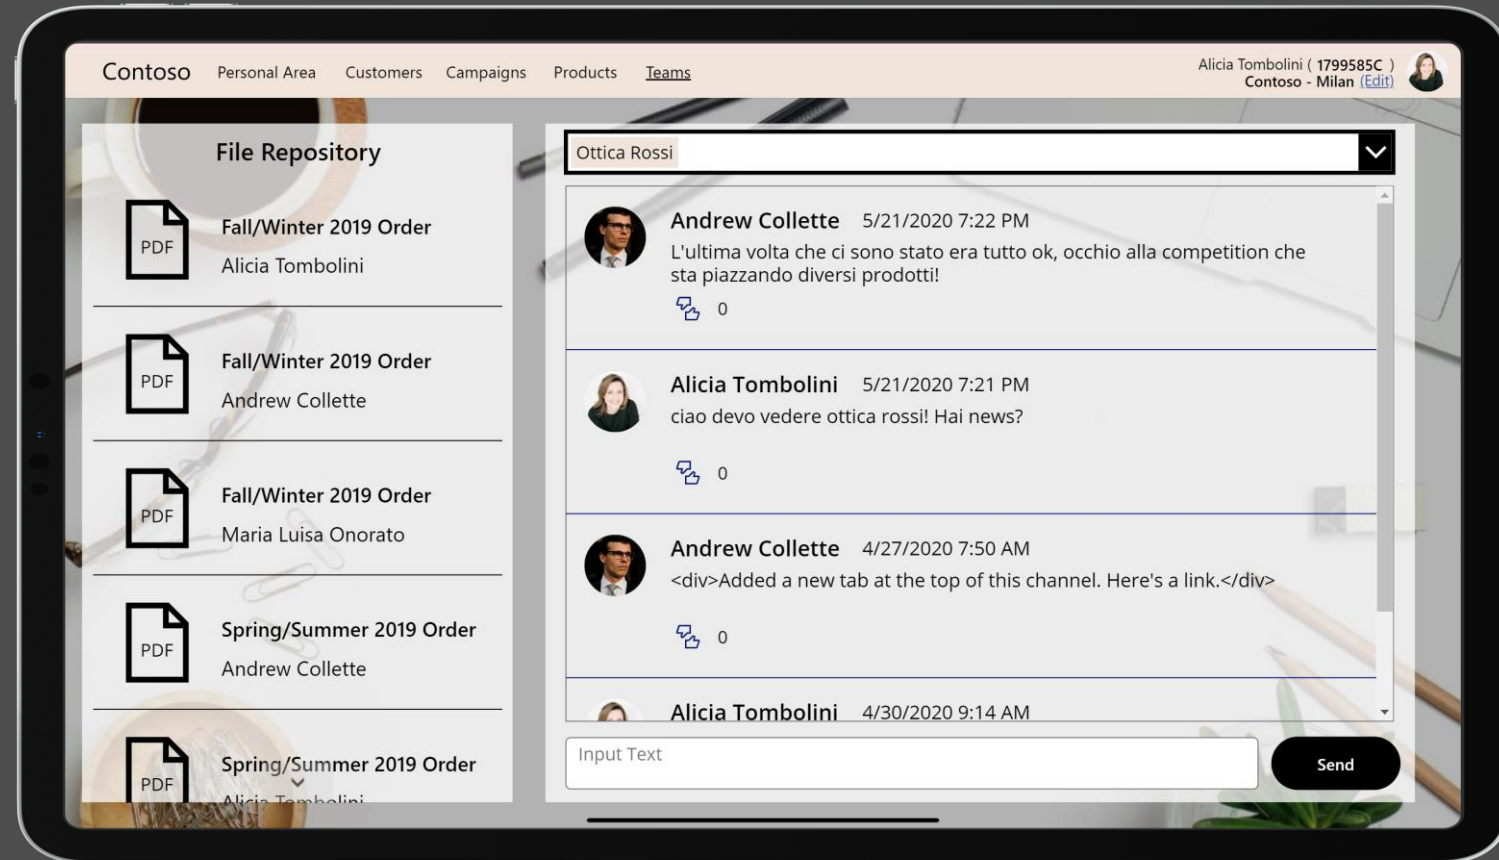 Contoso Personal Area Customers Campaigns Products Teams
Alicia Tombolini ( 1799585C )
Contoso - Milan (Edit)
File Repository
PDF
Fall/Winter 2019 Order
Alicia Tombolini
PDF
Fall/Winter 2019 Order
Andrew Collette
PDF
Fall/Winter 2019 Order
Maria Luisa Onorato
PDF
Spring/Summer 2019 Order
Andrew Collette
PDF
Spring/Summer 2019 Order
Alicia Tombolini
Ottica Rossi
Andrew Collette 5/21/2020 7:22 PM
L'ultima volta che ci sono stato era tutto ok, occhio alla competition che
sta piazzando diversi prodotti!
0
Alicia Tombolini 5/21/2020 7:21 PM
ciao devo vedere ottica rossi! Hai news?
0
Andrew Collette 4/27/2020 7:50 AM
<div>Added a new tab at the top of this channel. Here's a link.</div>
0
Alicia Tombolini 4/30/2020 9:14 AM
Input Text
Send